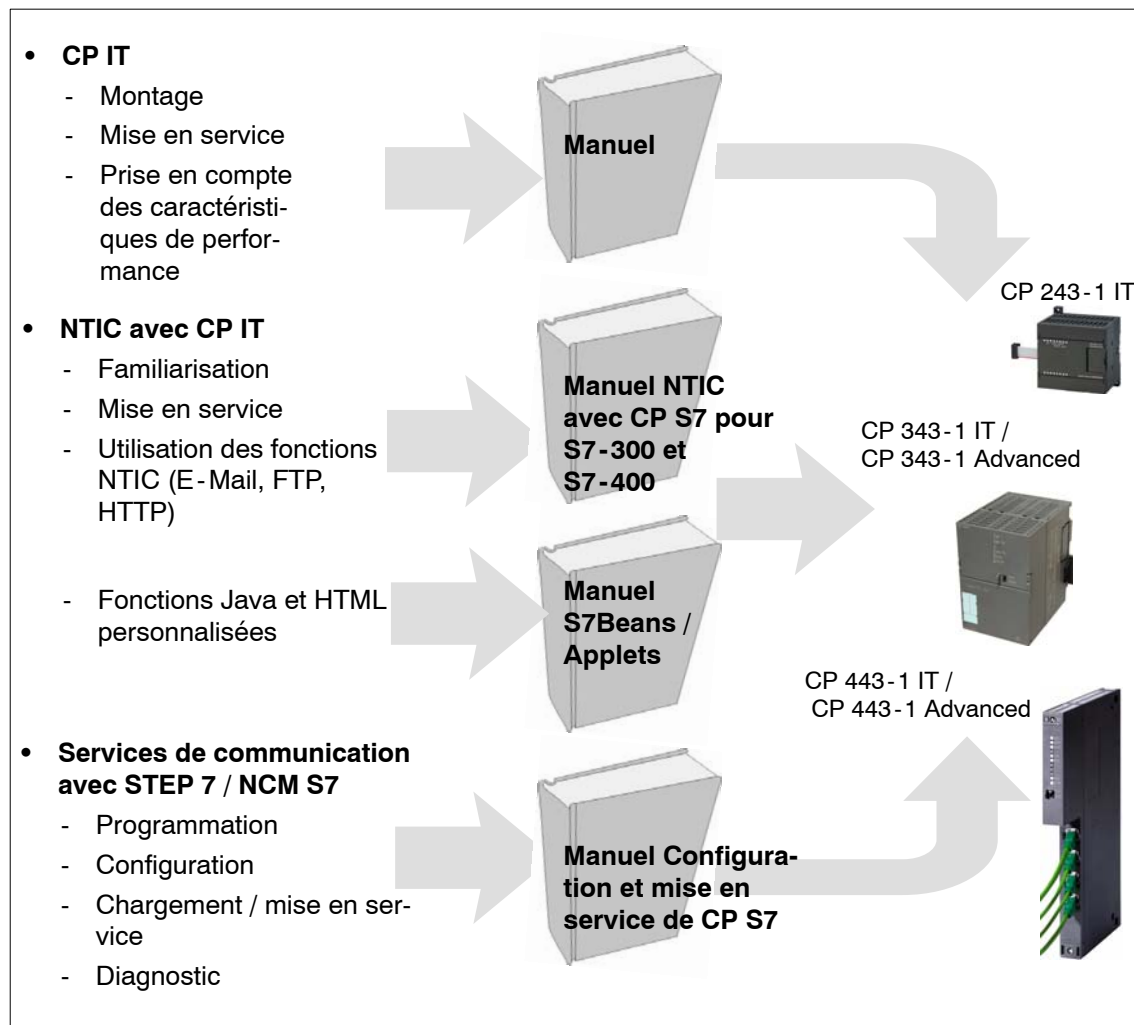 • CP IT
- Montage
- Mise en service
- Prise en compte
des caractéristi-
ques de perfor-
mance
Manuel
CP 243-1 IT
• NTIC avec CP IT
- Familiarisation
- Mise en service
- Utilisation des fonctions
NTIC (E-Mail, FTP,
HTTP)
- Fonctions Java et HTML
personnalisées
Manuel NTIC
avec CP S7 pour
S7-300 et
S7-400
Manuel
S7Beans /
Applets
CP 343-1 IT /
CP 343-1 Advanced
CP 443-1 IT /
CP 443-1 Advanced
• Services de communication
avec STEP 7 / NCM S7
- Programmation
- Configuration
- Chargement / mise en ser-
vice
- Diagnostic
Manuel Configura-
tion et mise en
service de CP S7